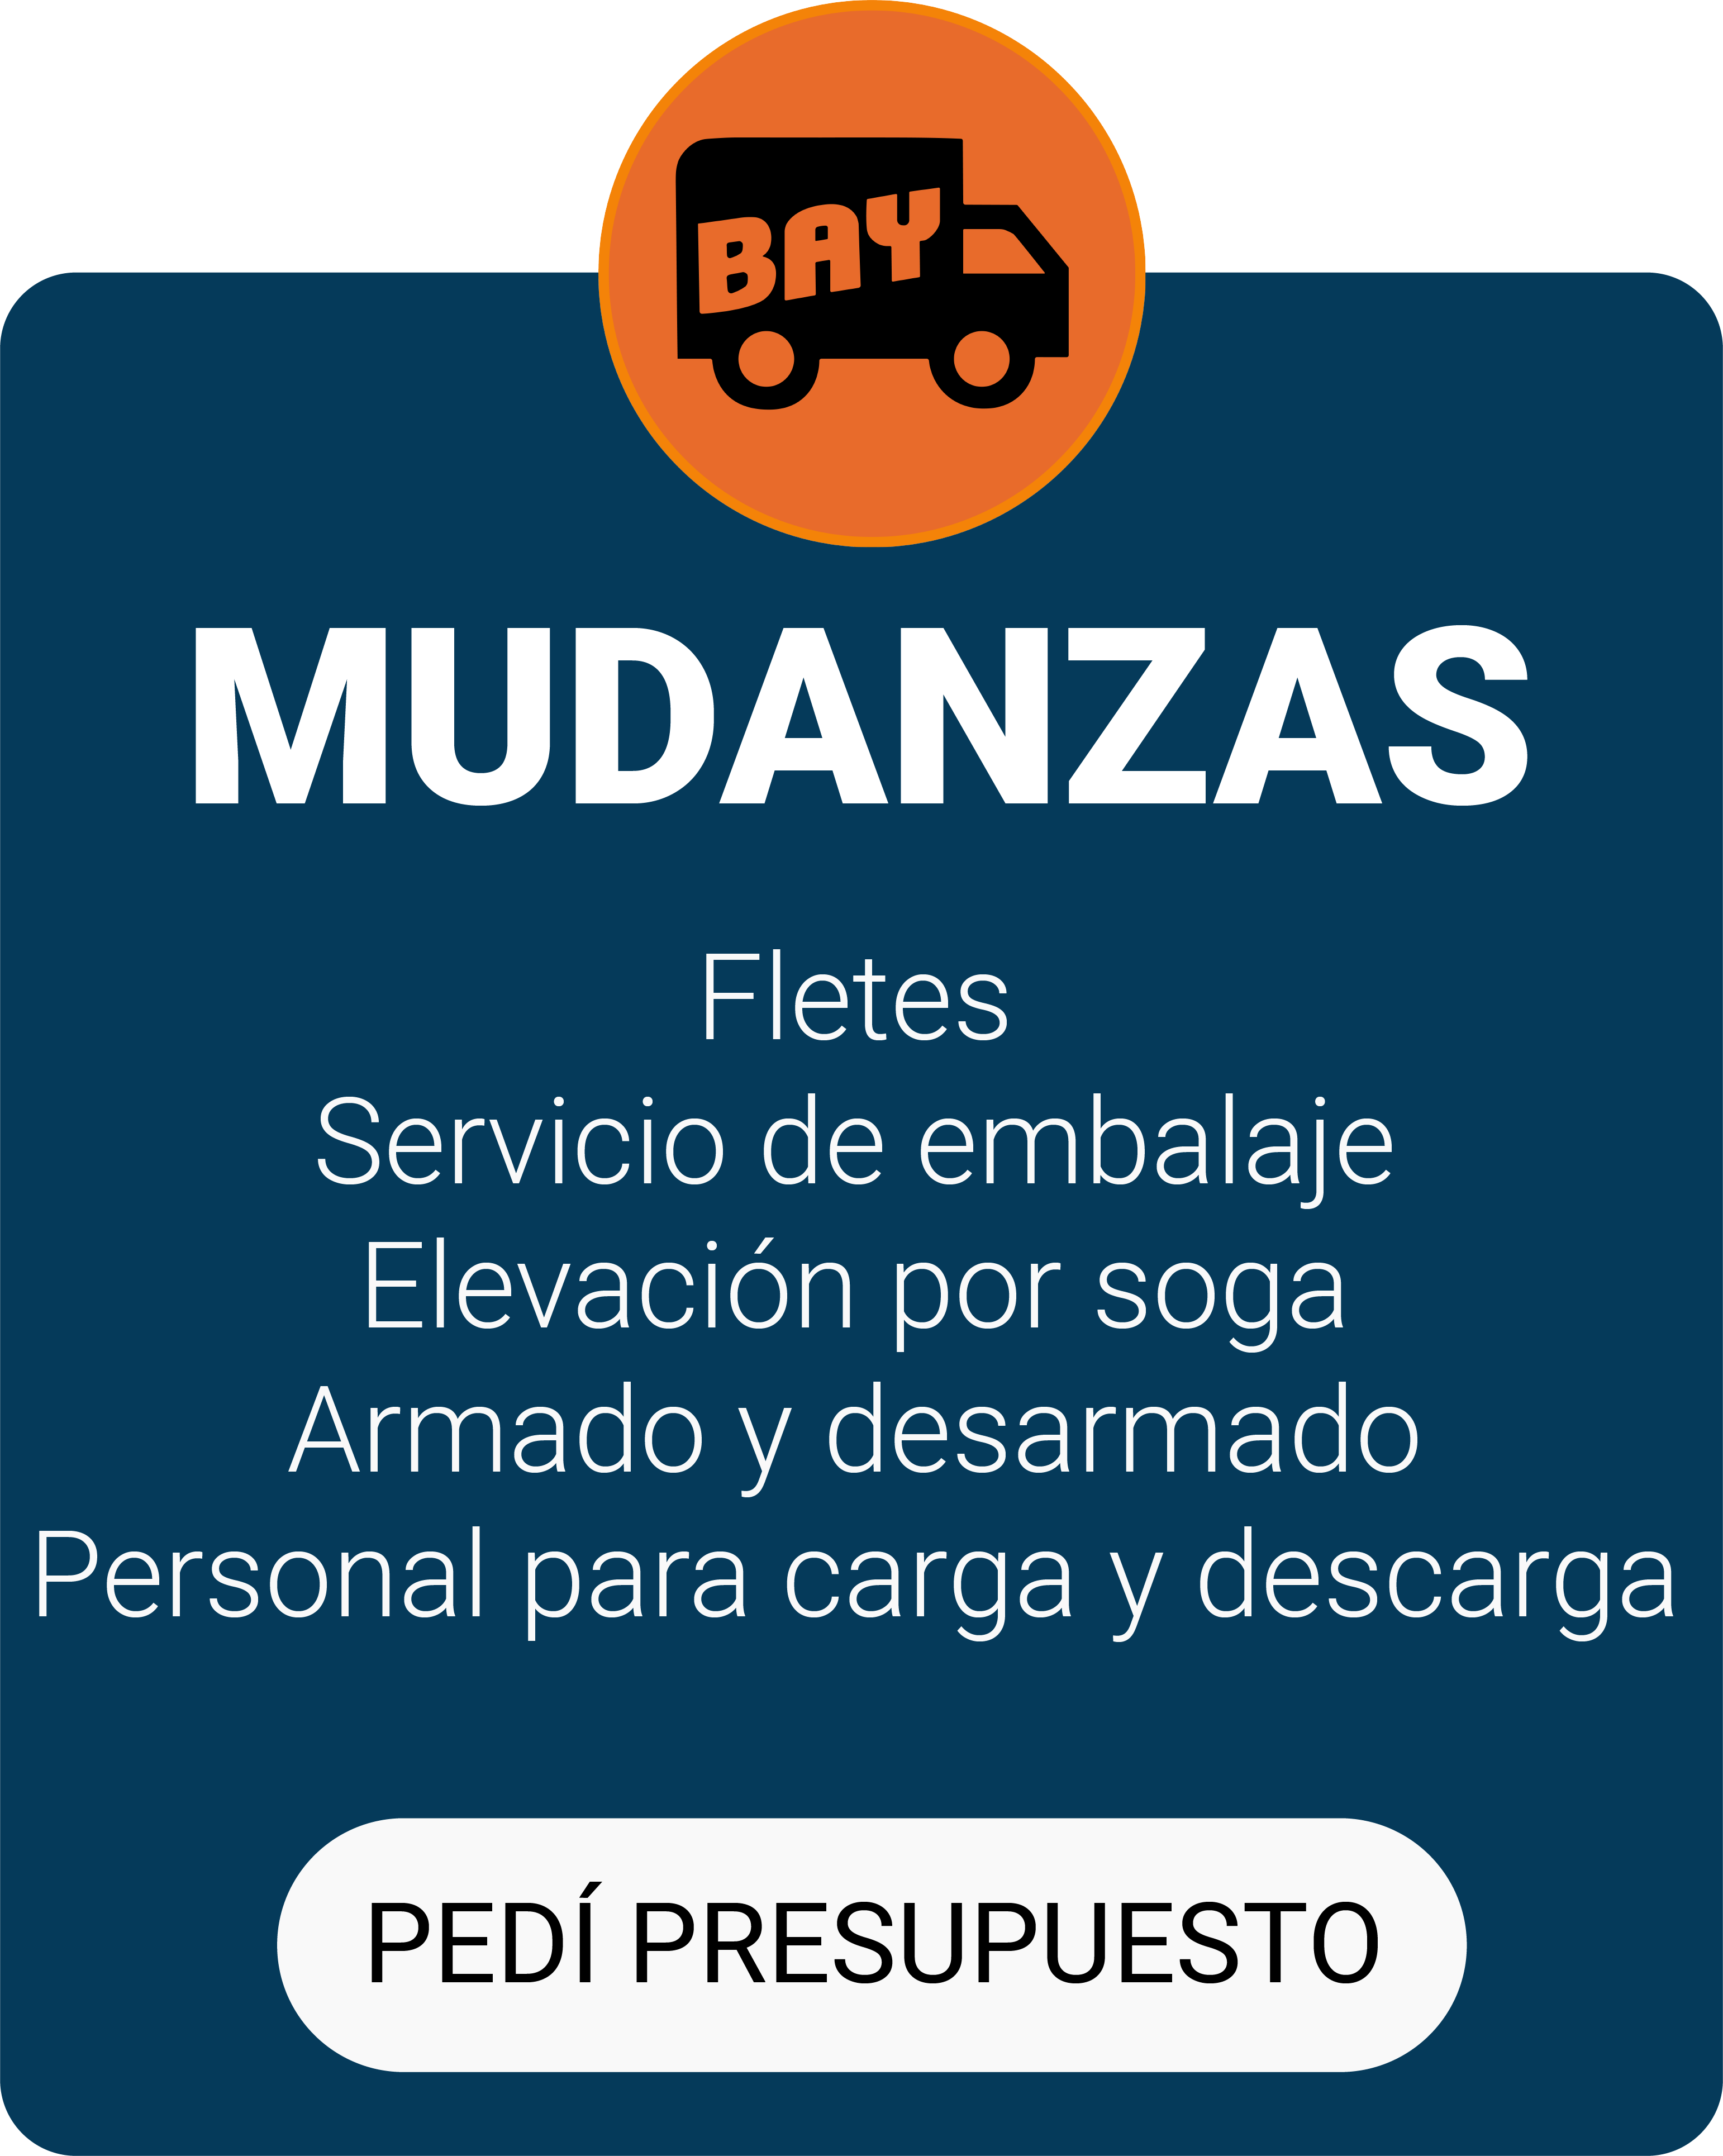 BAY
MUDANZAS
Fletes
Servicio de embalaje
Elevación por soga
Armado y desarmado
Personal para carga y descarga
PEDÍ PRESUPUESTO